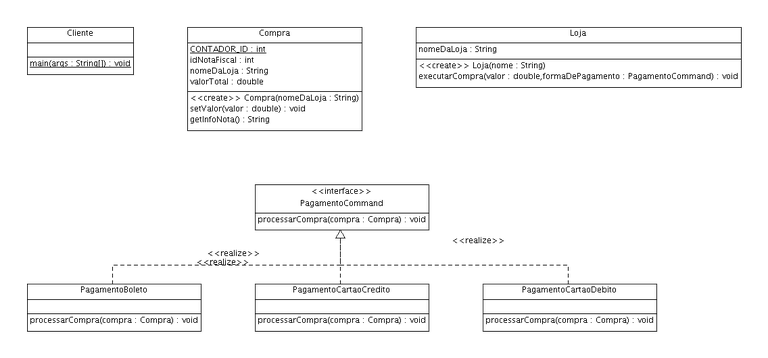 Cliente
main(args : String[]) : void
Compra
CONTADOR_ID : int
idNotaFiscal : int
nomeDaLoja : String
valorTotal : double
<<create>> Compra(nomeDaLoja : String)
setValor(valor : double) : void
getInfoNota() : String
Loja
nomeDaLoja : String
<<create>> Loja(nome : String)
executarCompra(valor : double,formaDePagamento : PagamentoCommand) : void
<<interface>>
PagamentoCommand
processarCompra(compra : Compra) : void
<<realize>>
<<realize>>
<<realize>>
PagamentoBoleto
processarCompra(compra : Compra) : void
PagamentoCartaoCredito
processarCompra(compra : Compra) : void
PagamentoCartaoDebito
processarCompra(compra : Compra) : void